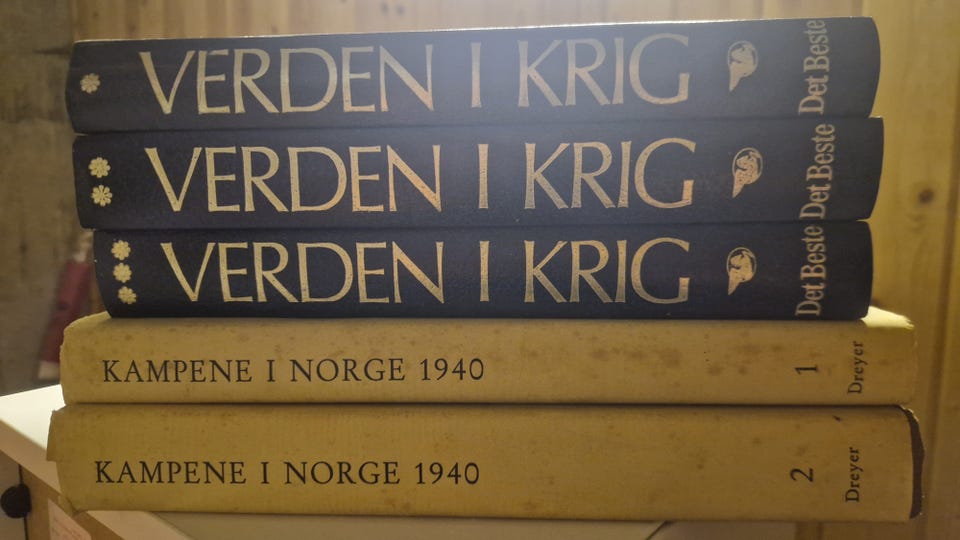 VERDEN I KRIG Det Beste
VERDEN I KRIG Det Beste
VERDEN I KRIG Det Beste
KAMPENE I NORGE 1940 1 Dreyer
KAMPENE I NORGE 1940 2 Dreyer